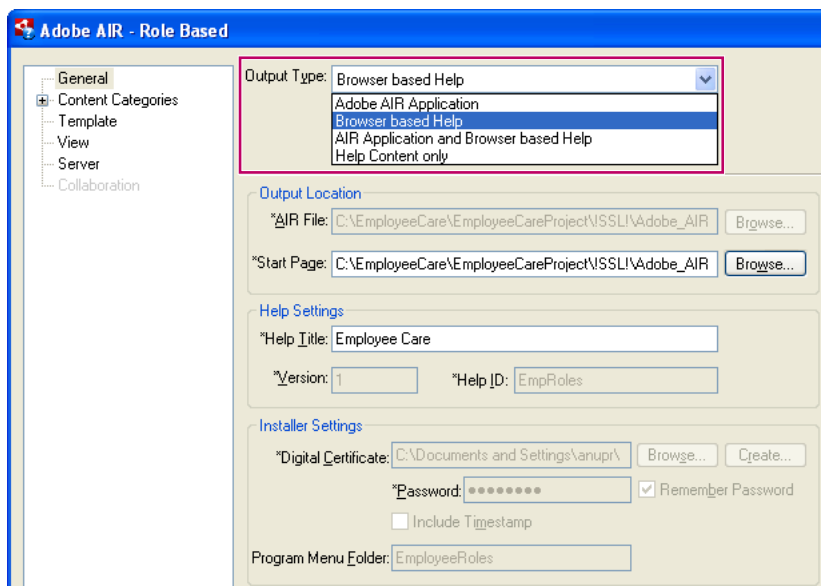 Adobe AIR - Role Based
General
Content Categories
Template
View
Server
Collaboration
Output Type: Browser based Help
Adobe AIR Application
Browser based Help
AIR Application and Browser based Help
Help Content only
Output Location
*AIR File: C:\EmployeeCare\EmployeeCareProject\!SSL!\Adobe_AIR Browse...
*Start Page: C:\EmployeeCare\EmployeeCareProject\!SSL!\Adobe_AIR Browse...
Help Settings
*Help Title: Employee Care
*Version: 1 *Help ID: EmpRoles
Installer Settings
*Digital Certificate: C:\Documents and Settings\anupr\ Browse... Create...
*Password: ●●●●●●●● Remember Password
Include Timestamp
Program Menu Folder: EmployeeRoles